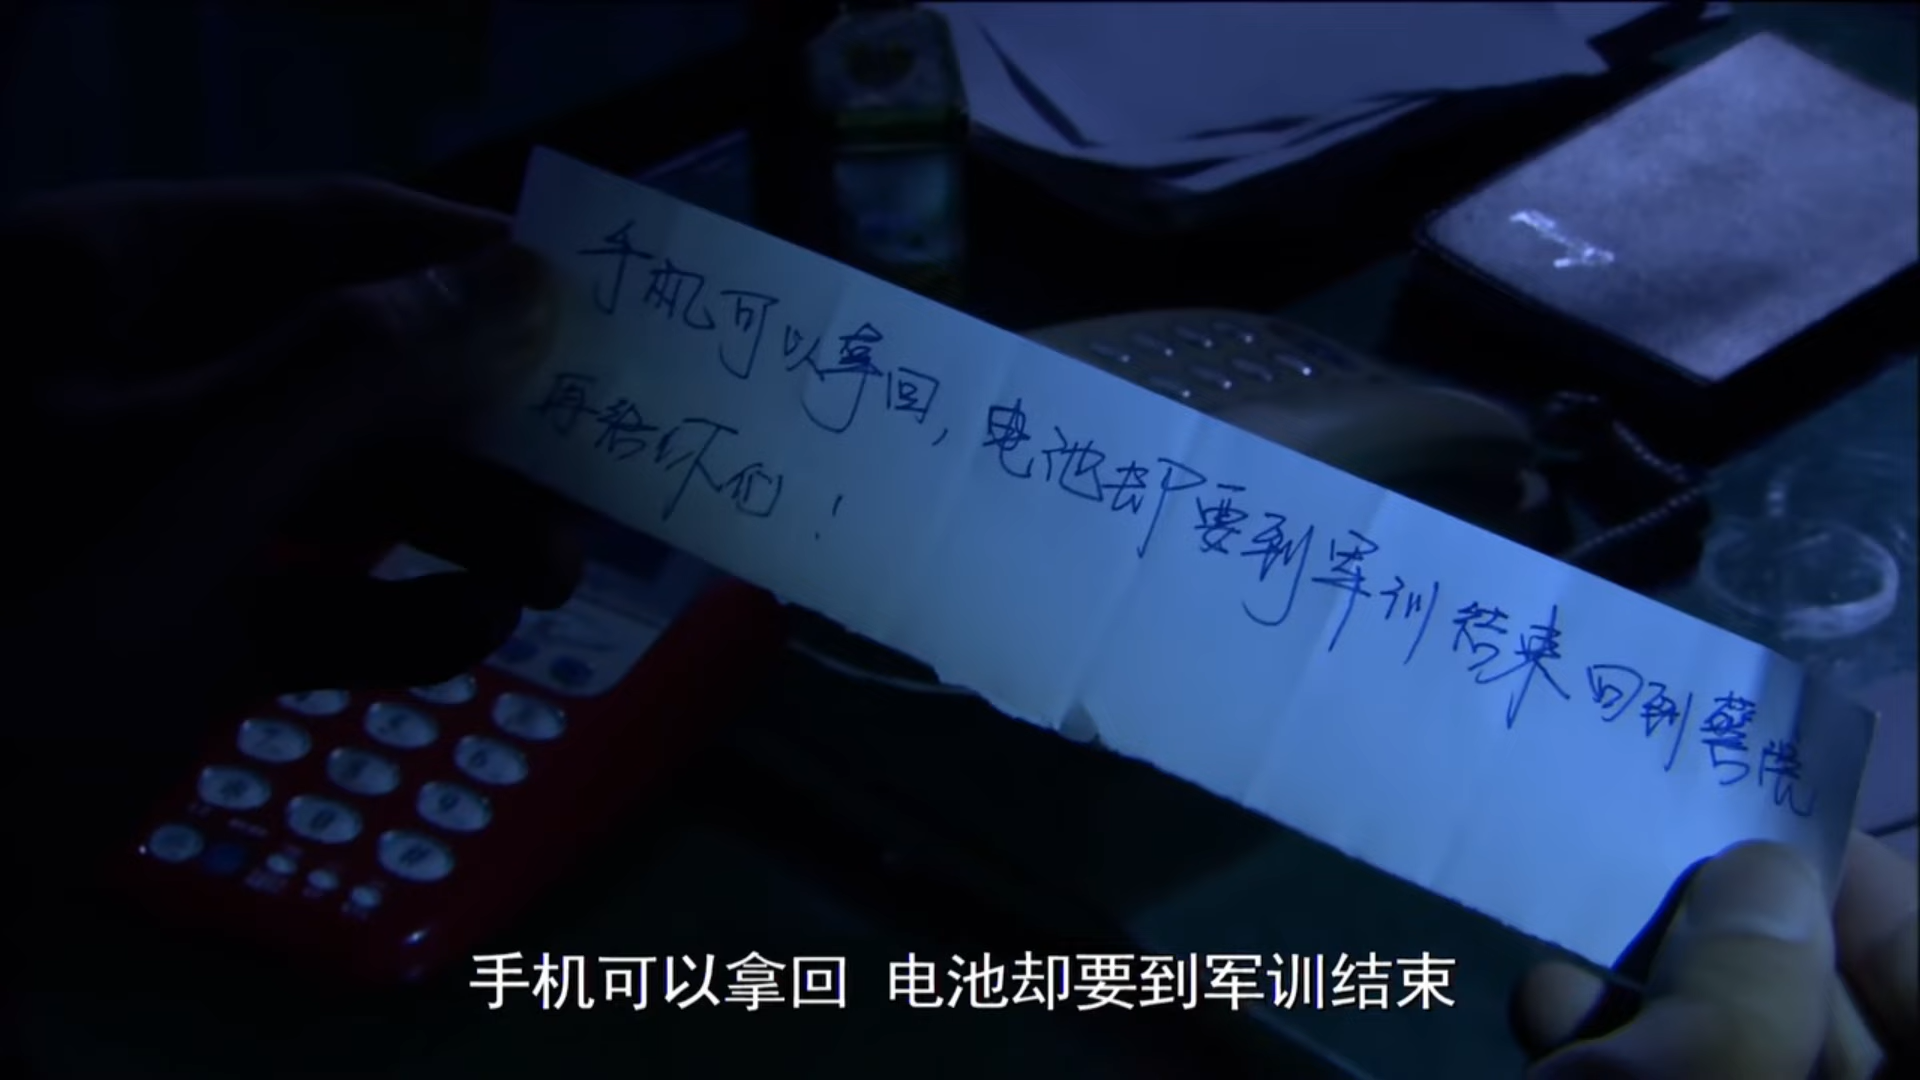 手机可以拿回，电池却要到军训结束回到警院
再给你们！
手机可以拿回 电池却要到军训结束